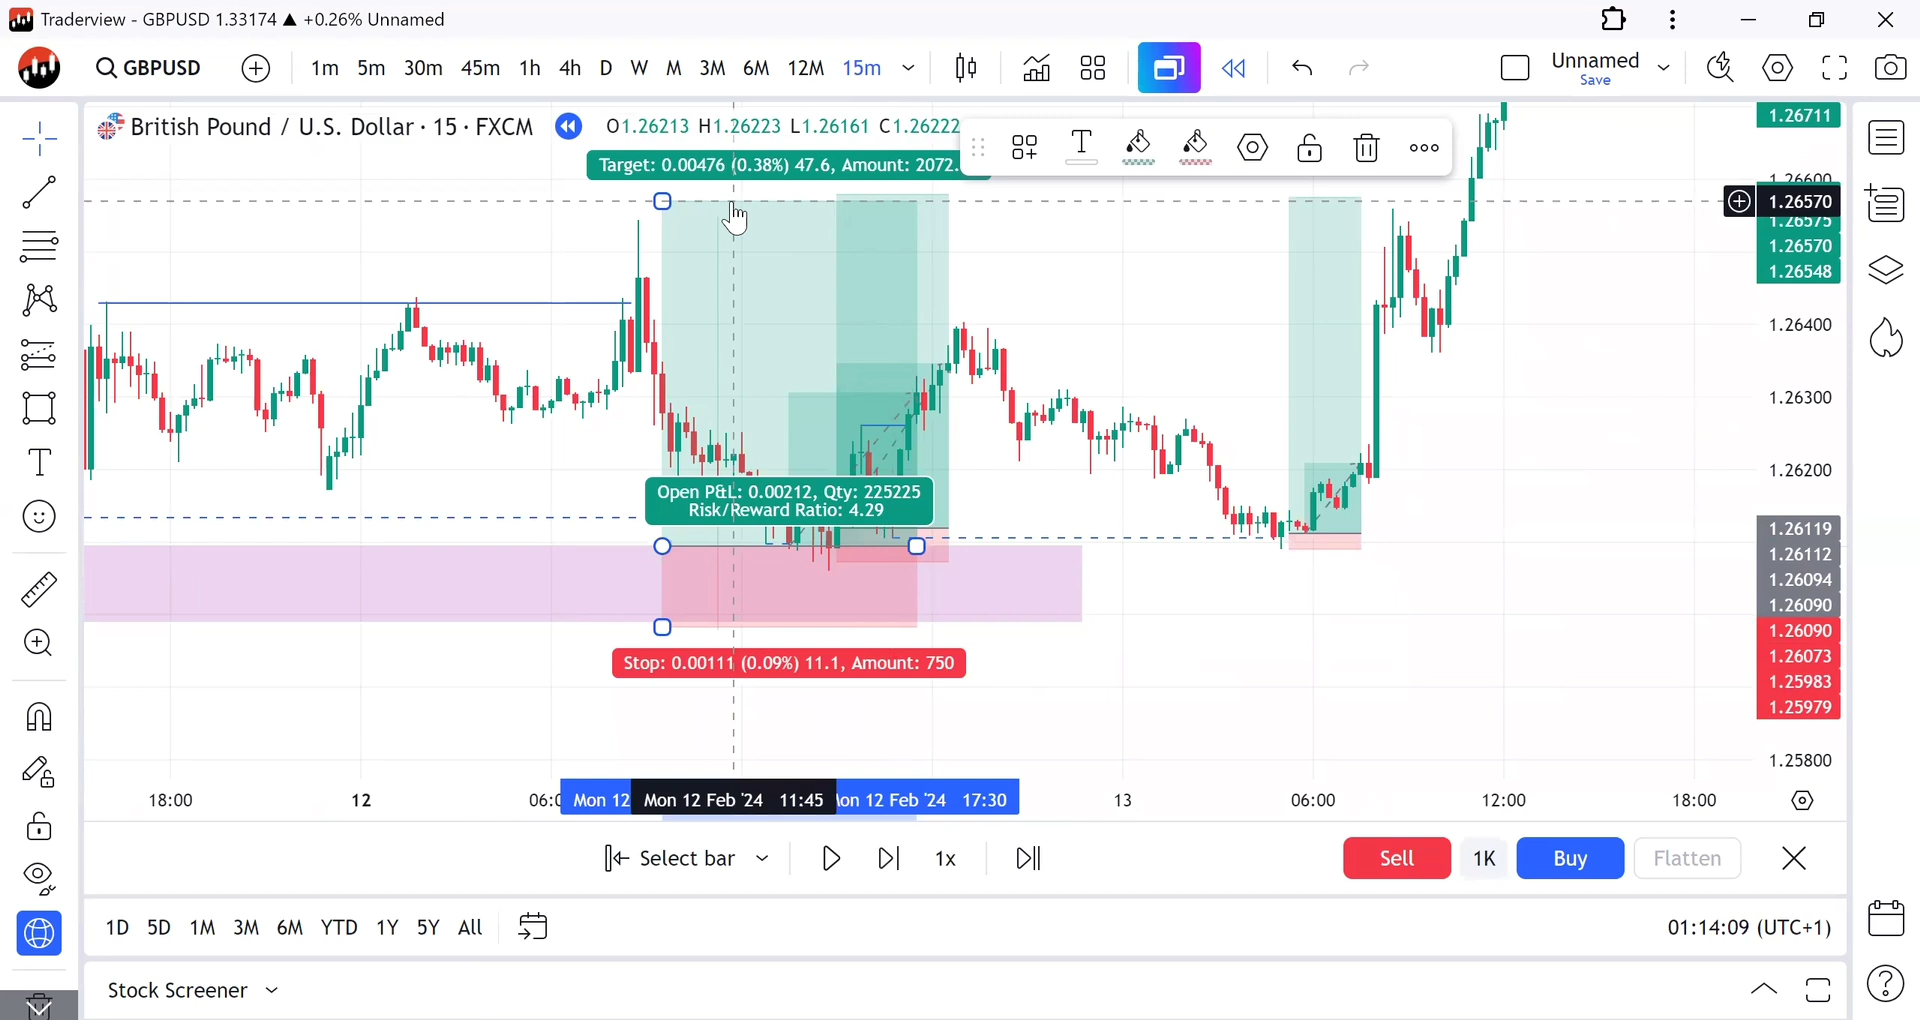 Traderview - GBPUSD 1.33174 ▲ +0.26% Unnamed
GBPUSD 1m 5m 30m 45m 1h 4h D W M 3M 6M 12M 15m
Unnamed
Save
British Pound / U.S. Dollar · 15 · FXCM O1.26213 H1.26223 L1.26161 C1.26222
Target: 0.00476 (0.38%) 47.6, Amount: 2072.
T
Open P&L: 0.00212, Qty: 225225
Risk/Reward Ratio: 4.29
Stop: 0.00111 (0.09%) 11.1, Amount: 750
1.26711
1.26600
1.26570
1.26575
1.26570
1.26548
1.26400
1.26300
1.26200
1.26119
1.26112
1.26094
1.26090
1.26090
1.26073
1.25983
1.25979
1.25800
18:00 12 06:0 Mon 12 Mon 12 Feb '24 11:45 on 12 Feb '24 17:30 13 06:00 12:00 18:00
Select bar 1x Sell 1K Buy Flatten
1D 5D 1M 3M 6M YTD 1Y 5Y All 01:14:09 (UTC+1)
Stock Screener